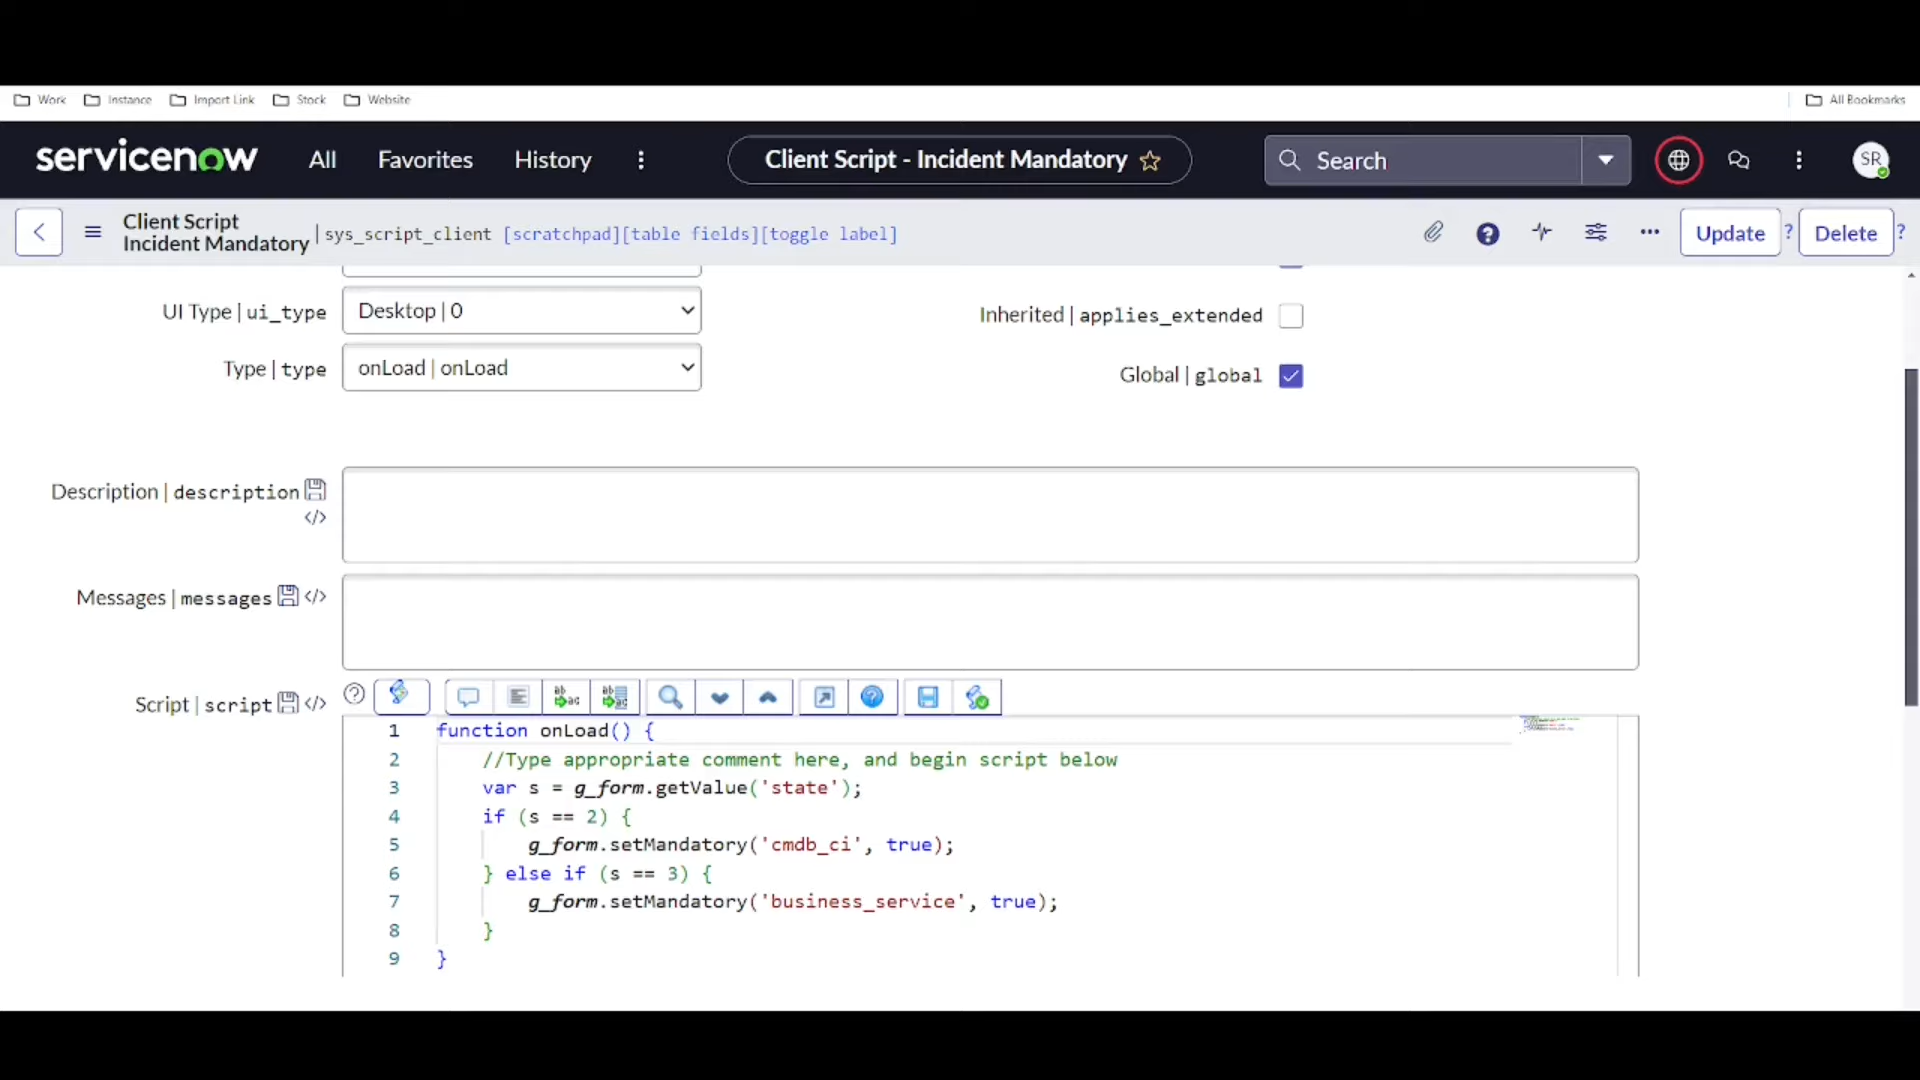 Work Instance Import Link Stock Website All Bookmarks
servicenow All Favorites History Client Script - Incident Mandatory Search SR
Client Script
Incident Mandatory | sys_script_client [scratchpad][table fields][toggle label] Update ? Delete ?
UI Type | ui_type Desktop | 0 Inherited | applies_extended
Type | type onLoad | onLoad Global | global
Description | description
</>
Messages | messages </>
Script | script </>
1 function onLoad() {
2 //Type appropriate comment here, and begin script below
3 var s = g_form.getValue('state');
4 if (s == 2) {
5 g_form.setMandatory('cmdb_ci', true);
6 } else if (s == 3) {
7 g_form.setMandatory('business_service', true);
8 }
9 }